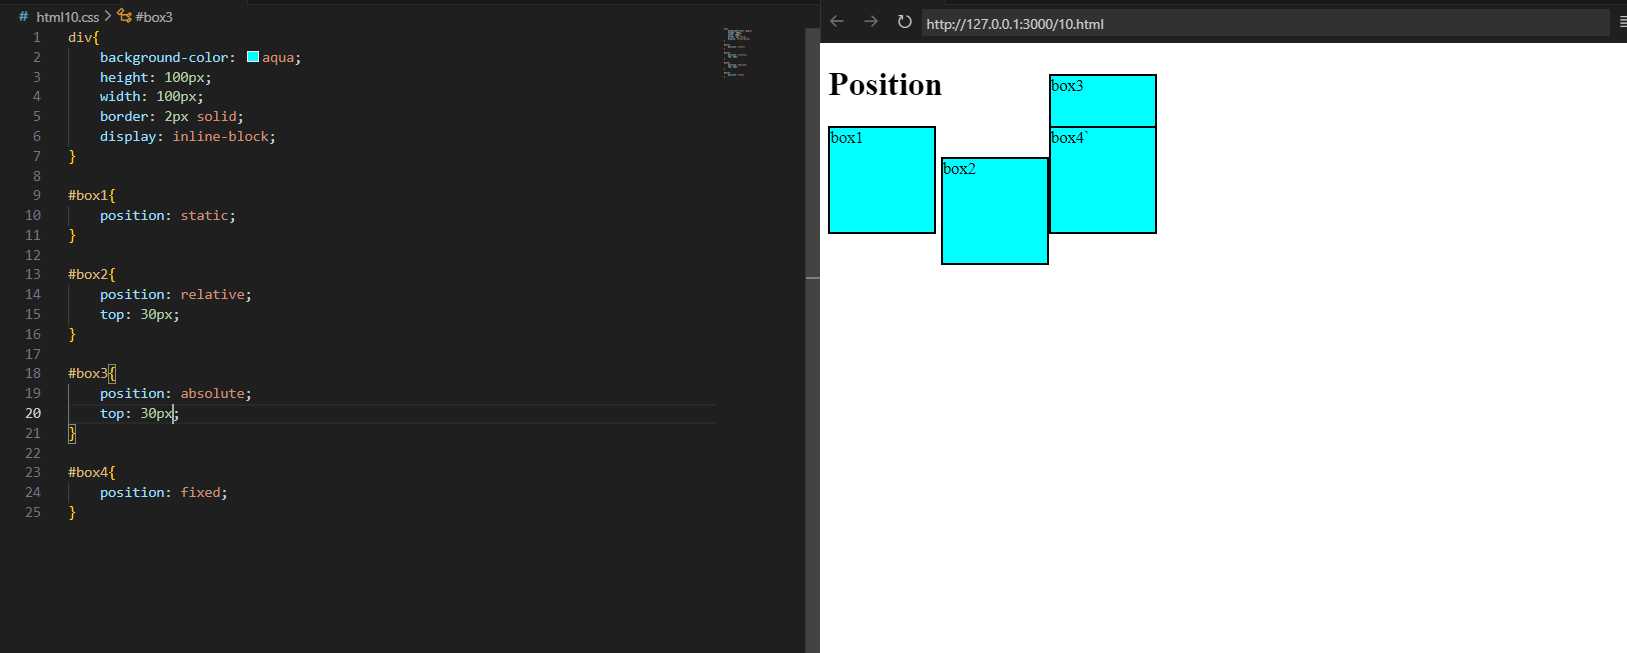 # html10.css > #box3
1 div{
2 background-color: aqua;
3 height: 100px;
4 width: 100px;
5 border: 2px solid;
6 display: inline-block;
7 }
8
9 #box1{
10 position: static;
11 }
12
13 #box2{
14 position: relative;
15 top: 30px;
16 }
17
18 #box3{
19 position: absolute;
20 top: 30px;
21 }
22
23 #box4{
24 position: fixed;
25 }
http://127.0.0.1:3000/10.html
Position
box3
box1
box4`
box2